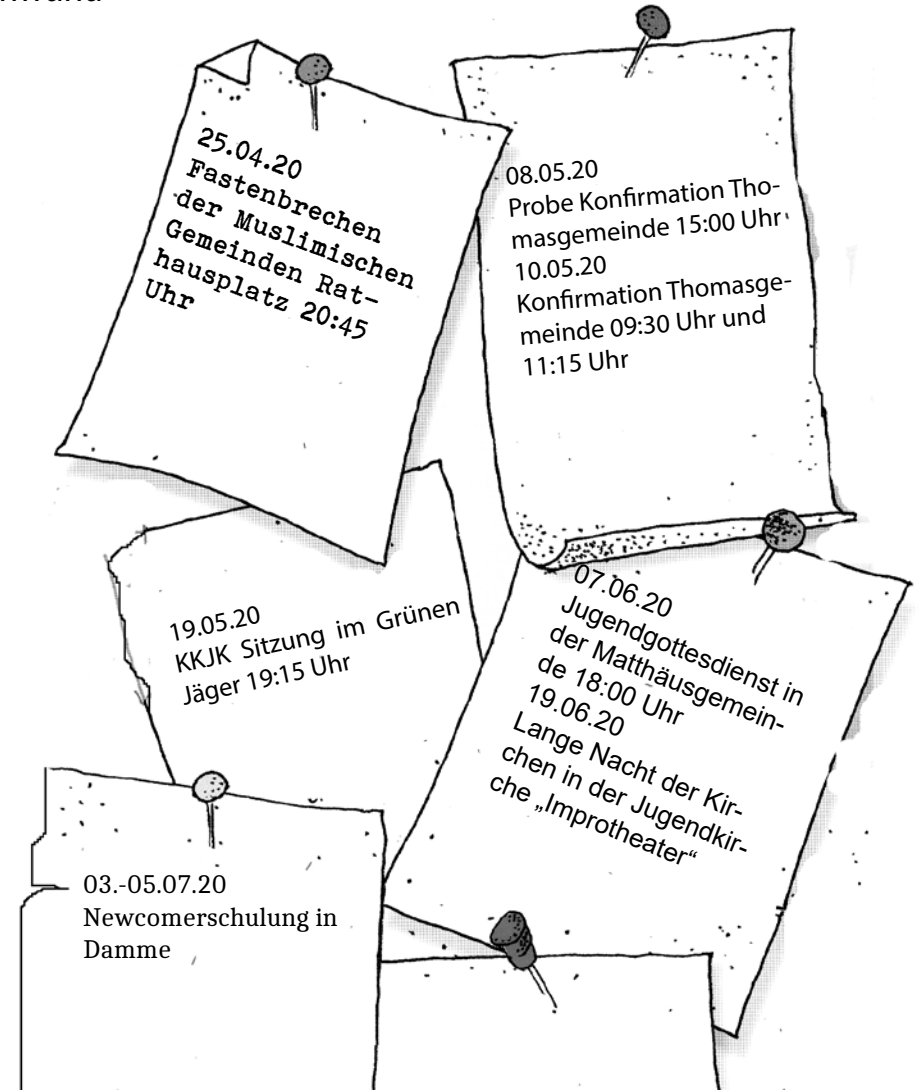 25.04.20
Fastenbrechen
der Muslimischen
Gemeinden Rat-
hausplatz 20:45
Uhr
08.05.20
Probe Konfirmation Tho-
masgemeinde 15:00 Uhr
10.05.20
Konfirmation Thomasge-
meinde 09:30 Uhr und
11:15 Uhr
19.05.20
KKJK Sitzung im Grünen
Jäger 19:15 Uhr
07.06.20
Jugendgottesdienst in
der Matthäusgemein-
de 18:00 Uhr
19.06.20
Lange Nacht der Kir-
chen in der Jugendkir-
che „Improtheater“
03.-05.07.20
Newcomerschulung in
Damme